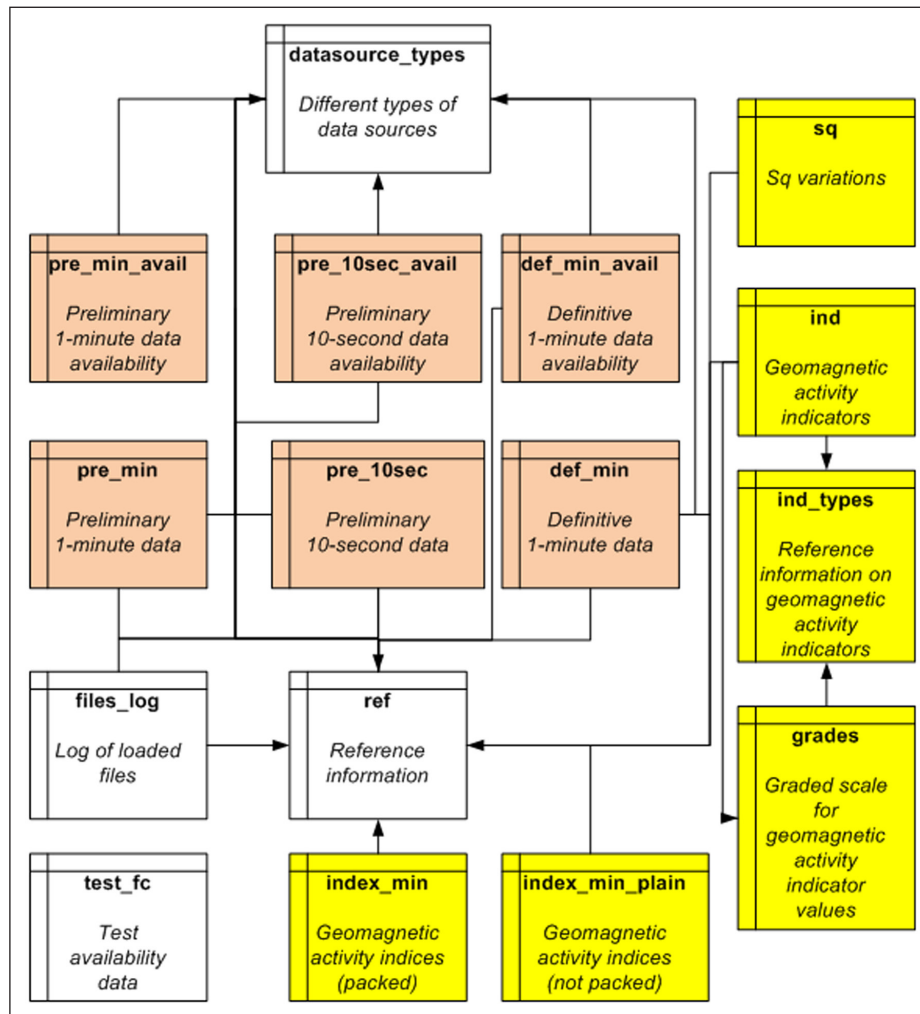 datasource_types
Different types of
data sources
sq
Sq variations
pre_min_avail
Preliminary
1-minute data
availability
pre_10sec_avail
Preliminary
10-second data
availability
def_min_avail
Definitive
1-minute data
availability
ind
Geomagnetic
activity
indicators
pre_min
Preliminary
1-minute data
pre_10sec
Preliminary
10-second data
def_min
Definitive
1-minute data
ind_types
Reference
information on
geomagnetic
activity
indicators
files_log
Log of loaded
files
ref
Reference
information
grades
Graded scale
for
geomagnetic
activity
indicator
values
test_fc
Test
availability
data
index_min
Geomagnetic
activity indices
(packed)
index_min_plain
Geomagnetic
activity indices
(not packed)